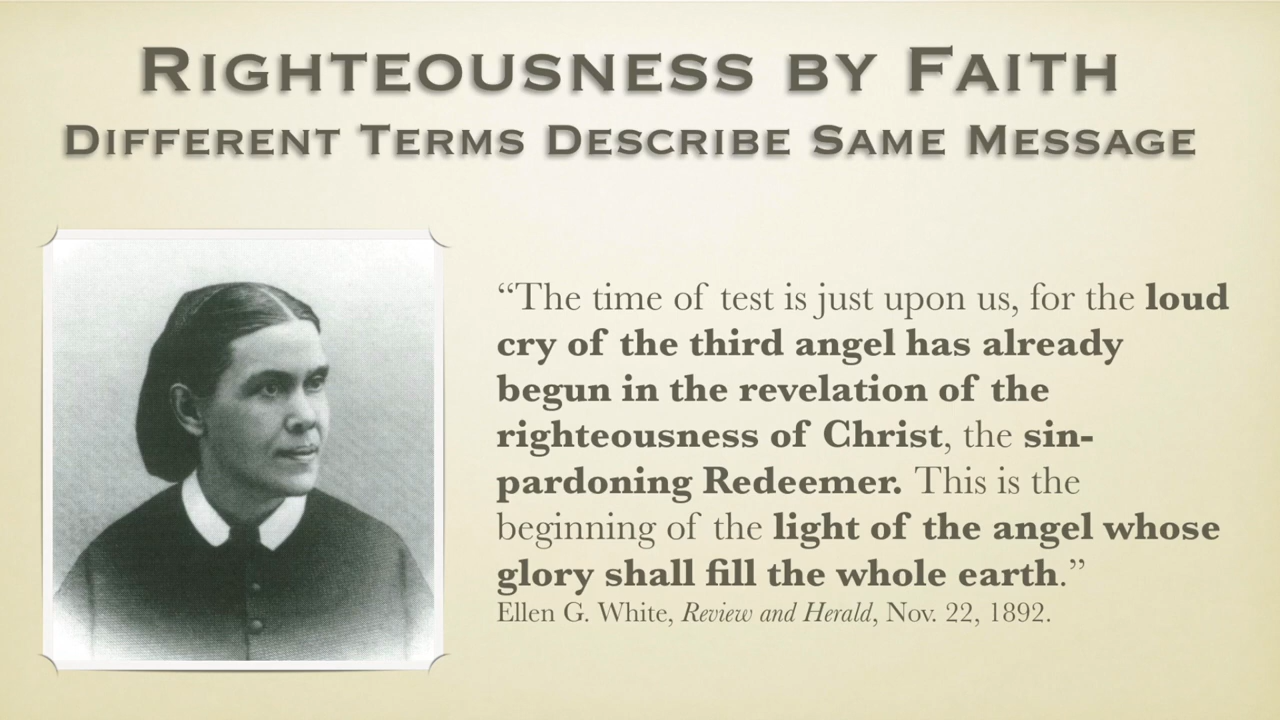 Righteousness by Faith
Different Terms Describe Same Message
“The time of test is just upon us, for the loud
cry of the third angel has already
begun in the revelation of the
righteousness of Christ, the sin-
pardoning Redeemer. This is the
beginning of the light of the angel whose
glory shall fill the whole earth.”
Ellen G. White, Review and Herald, Nov. 22, 1892.